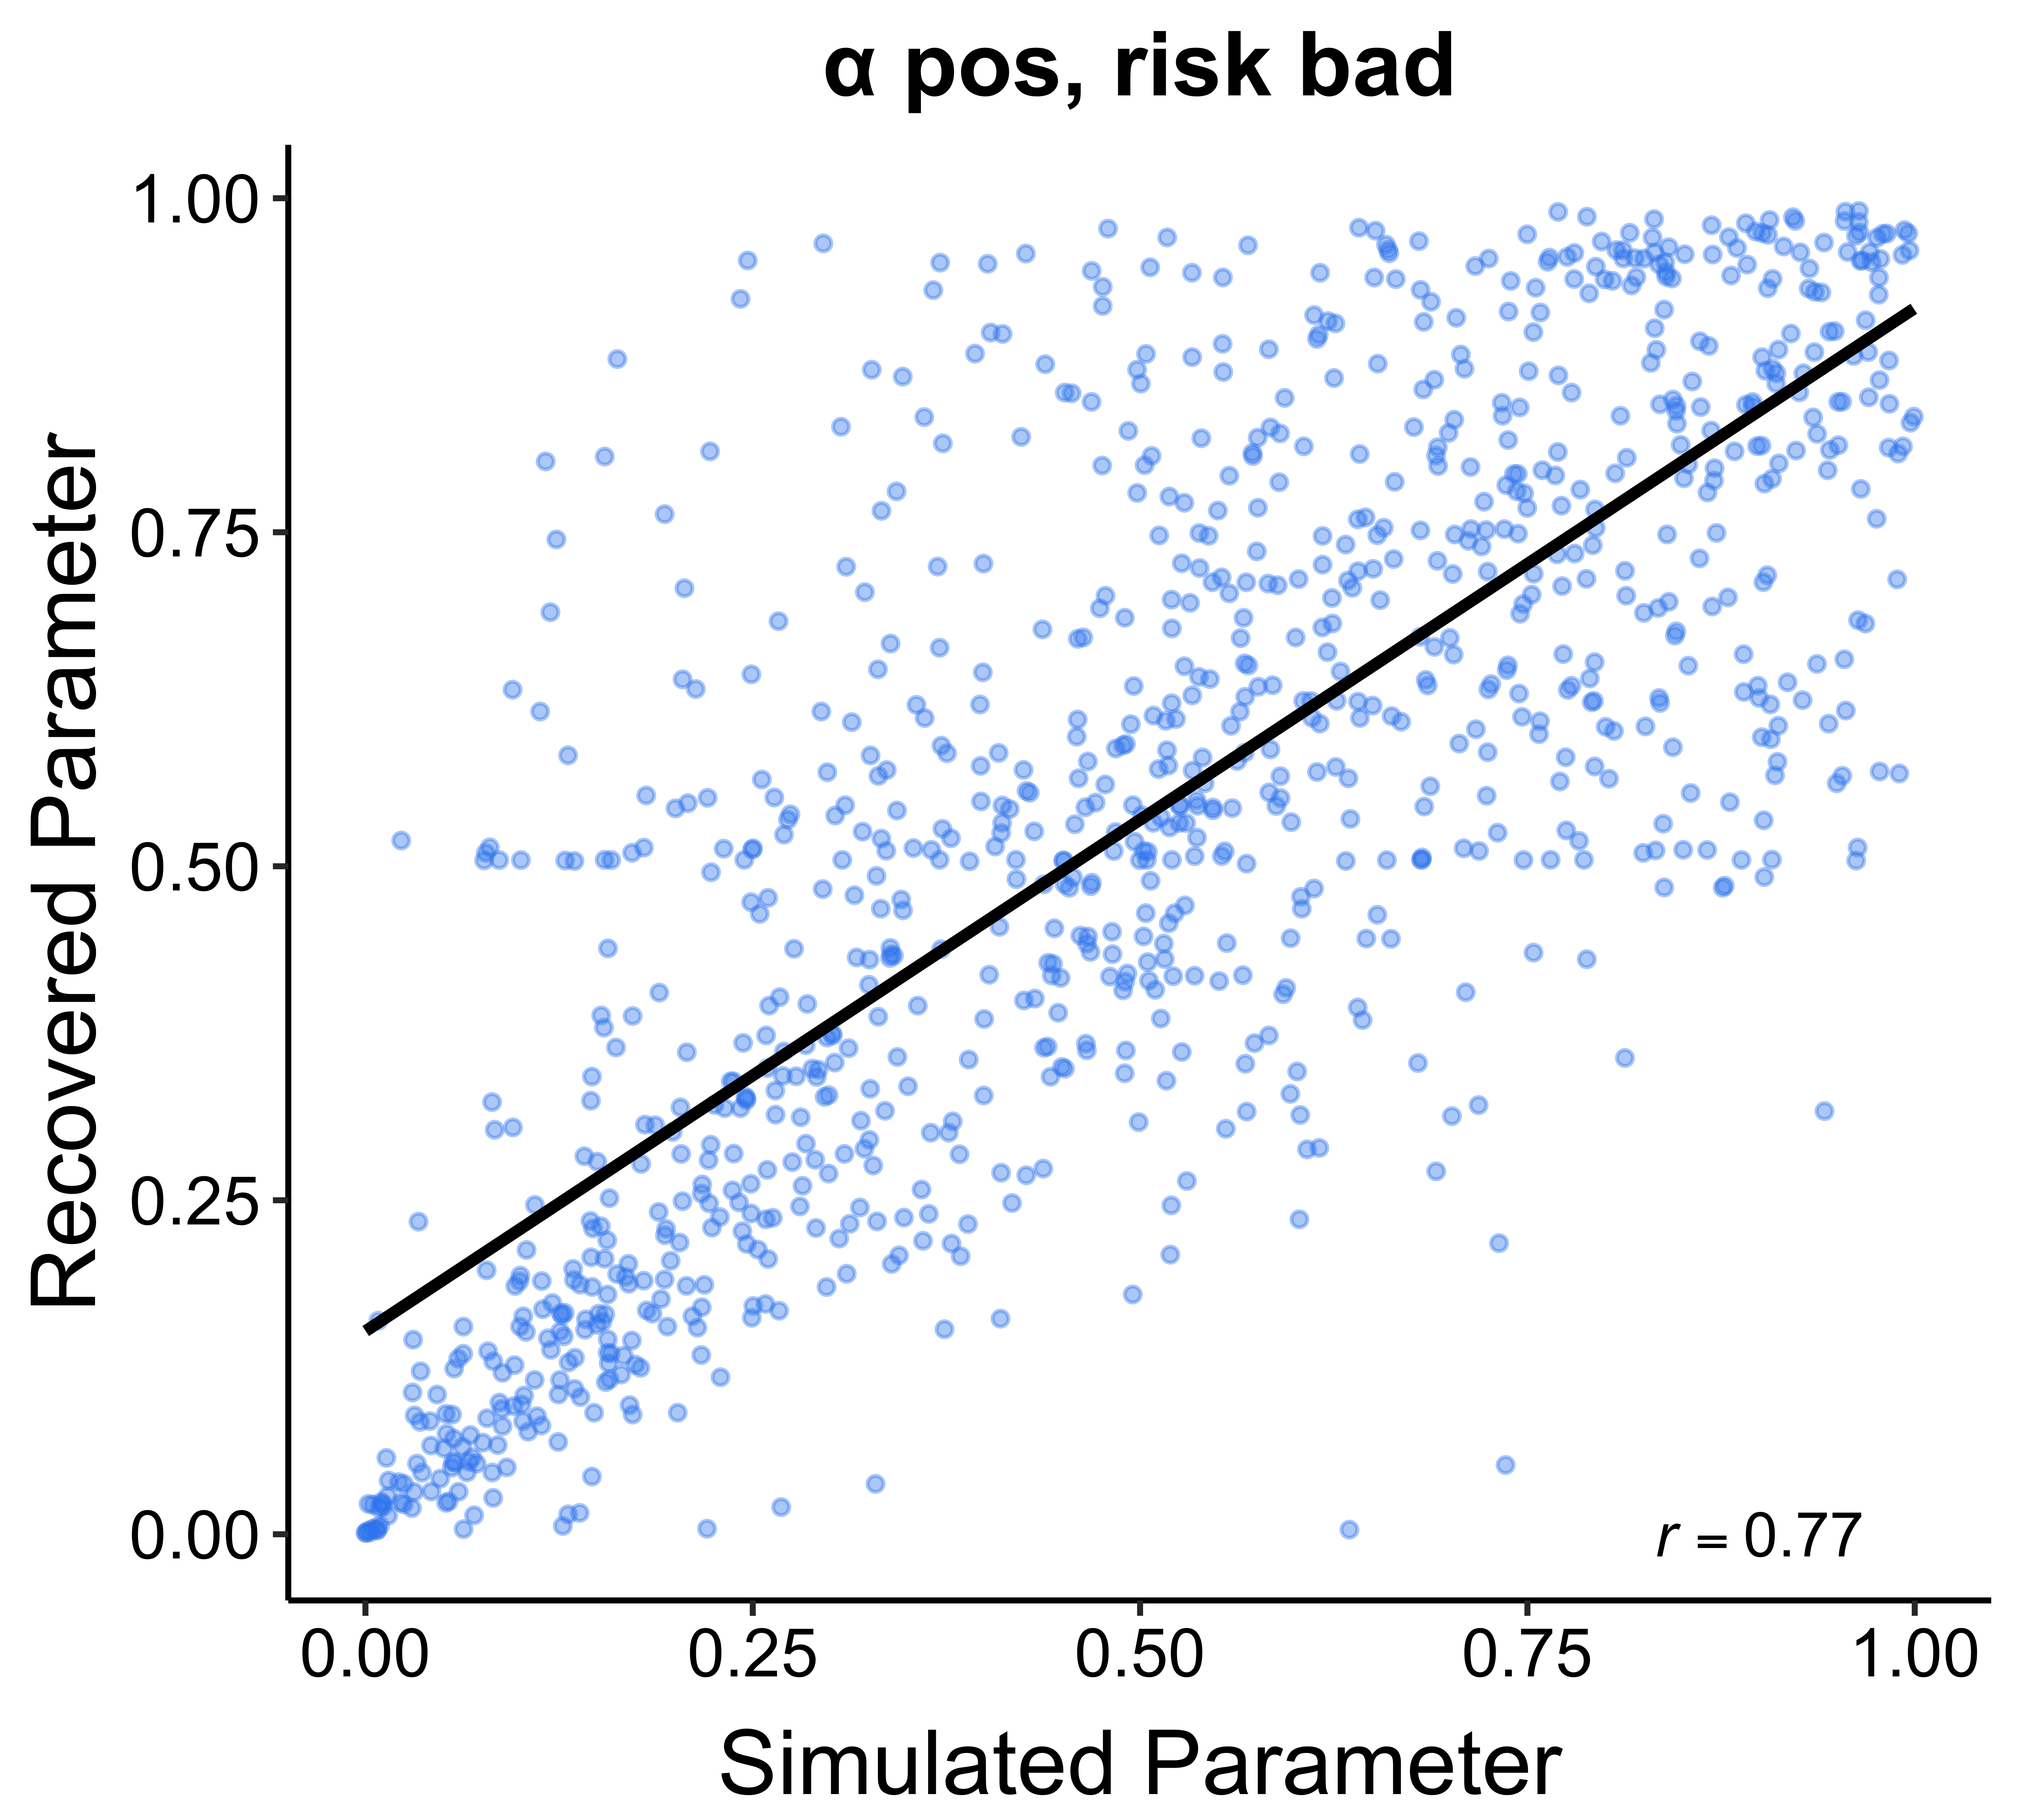 α pos, risk bad
Recovered Parameter
1.00
0.75
0.50
0.25
0.00
r = 0.77
0.00 0.25 0.50 0.75 1.00
Simulated Parameter